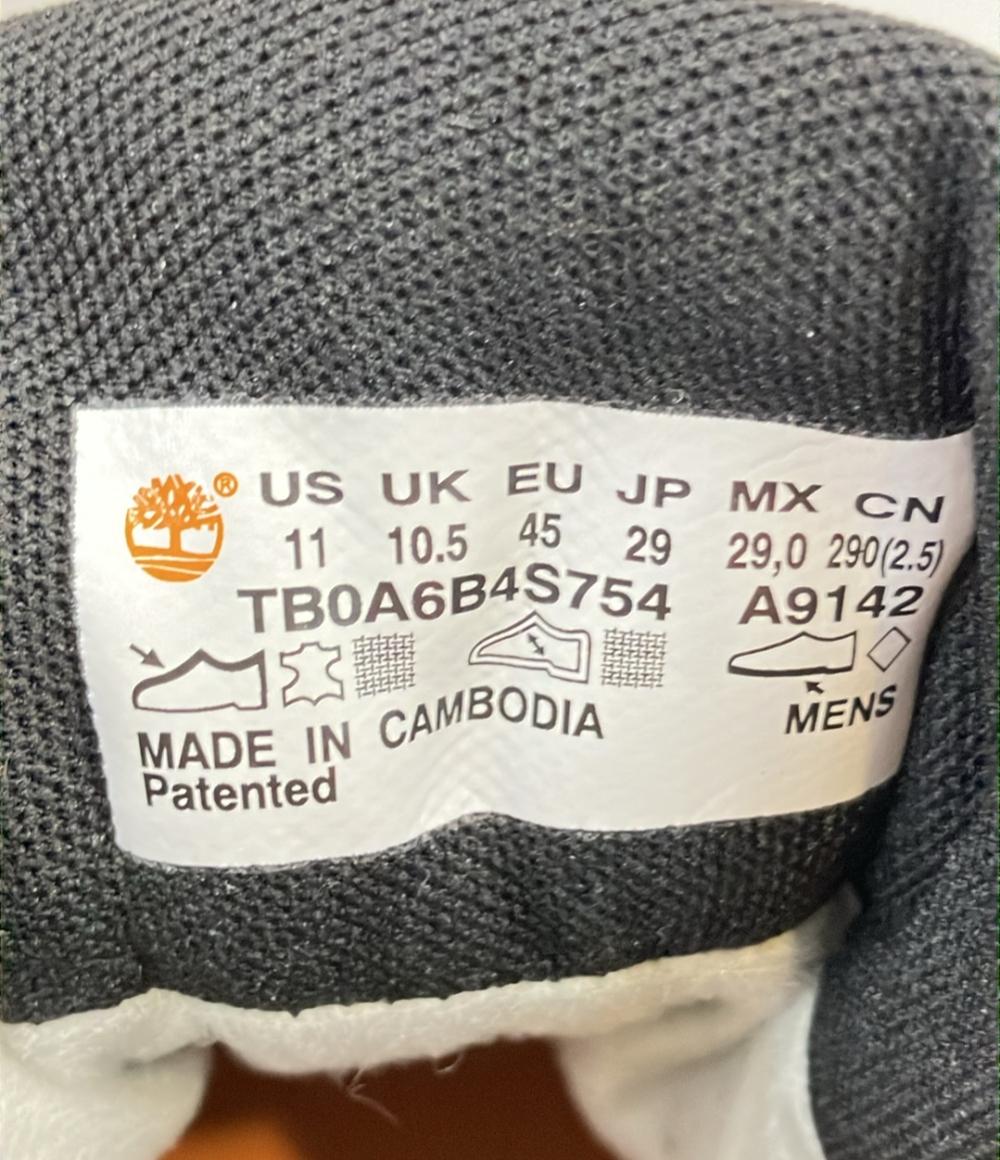 ® US UK EU JP MX CN
11 10.5 45 29 29,0 290(2.5)
TB0A6B4S754 A9142
MENS
MADE IN CAMBODIA
Patented